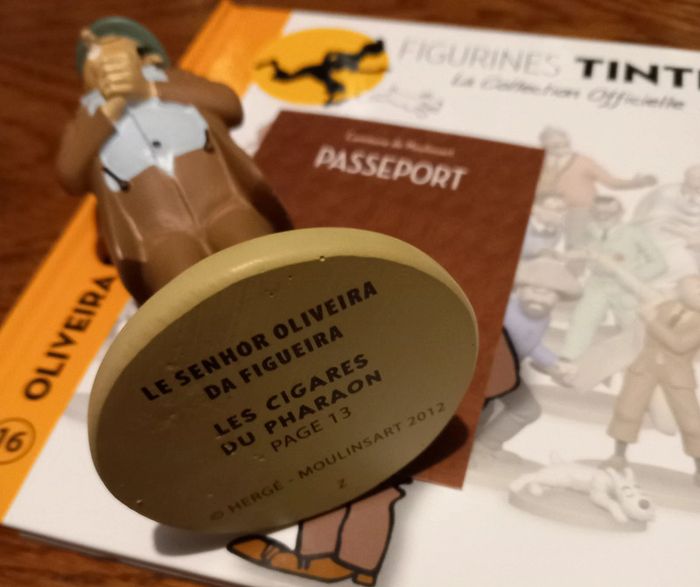 FIGURINES TINTI
La Collection Officielle
PASSEPORT
OLIVEIRA
16
LE SENHOR OLIVEIRA
DA FIGUEIRA
LES CIGARES
DU PHARAON
PAGE 13
© HERGÉ - MOULINSART 2012
Z